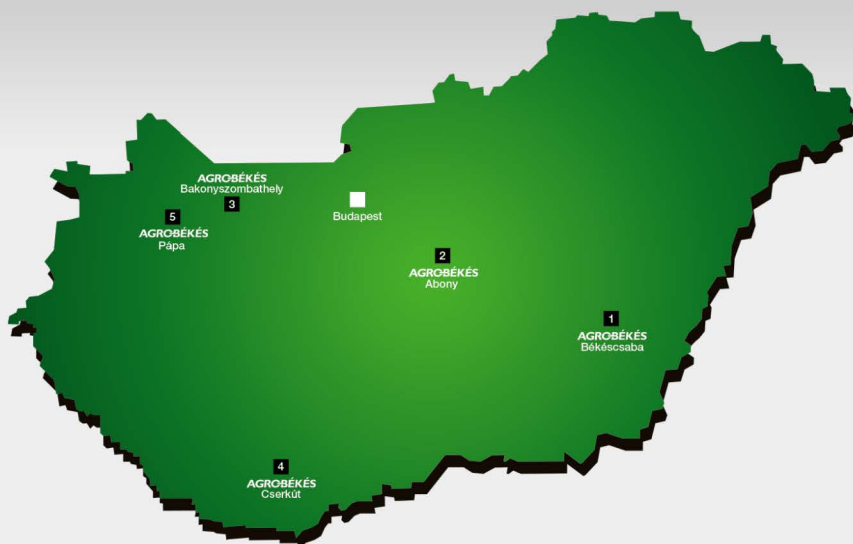 AGROBÉKÉS
Bakonyszombathely
3
5
AGROBÉKÉS
Pápa
Budapest
2
AGROBÉKÉS
Abony
1
AGROBÉKÉS
Békéscsaba
4
AGROBÉKÉS
Cserkút